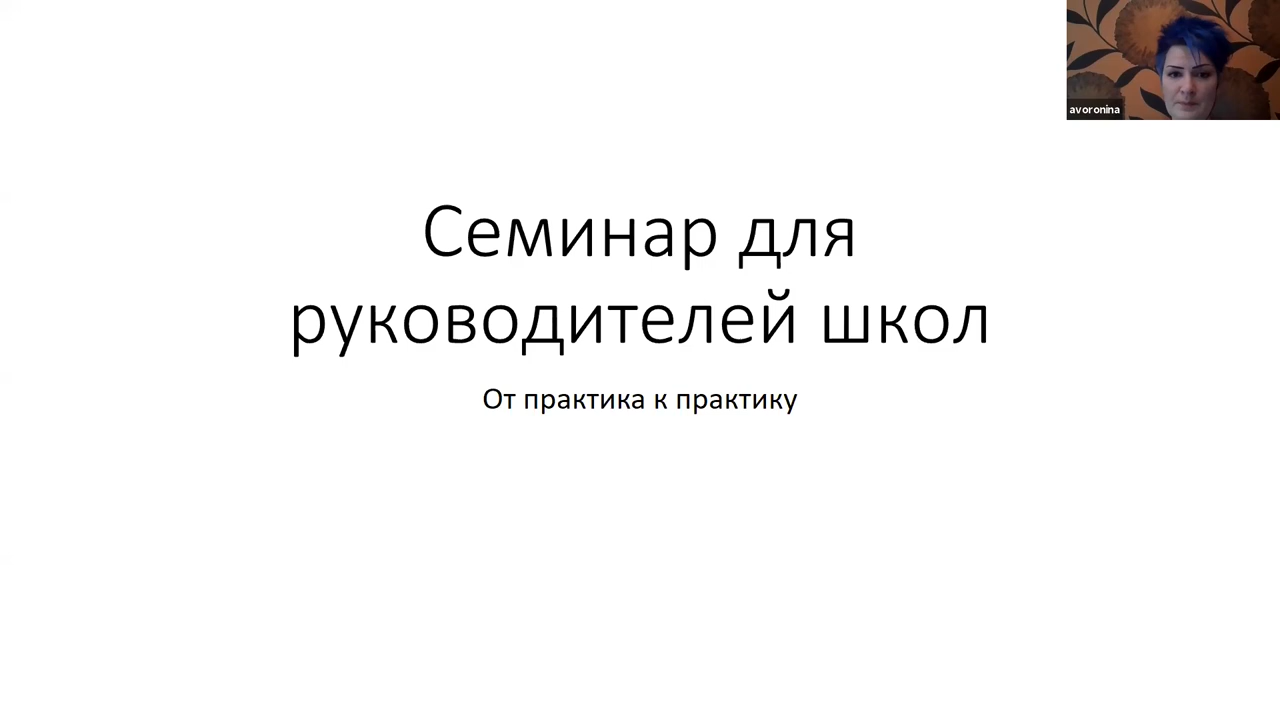 avoronina
Семинар для
руководителей школ
От практика к практику